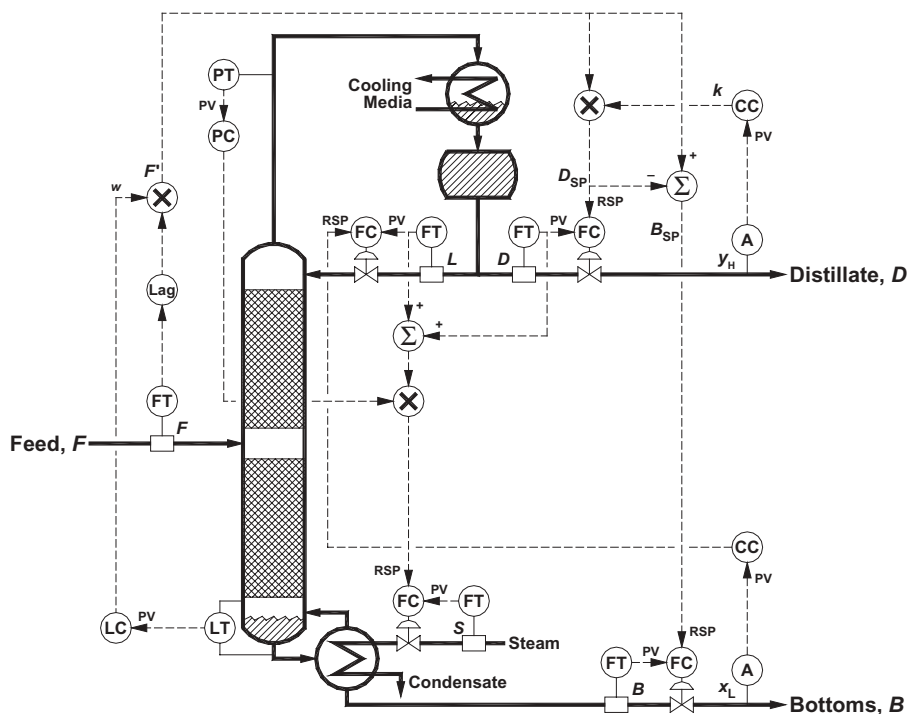 F'
PT
PV
PC
w
Cooling
Media
k
CC
PV
+
−
Σ
D_SP
RSP
B_SP
RSP
FC
PV
FT
FT
PV
FC
A
L
D
y_H
Distillate, D
Lag
+
Σ
+
FT
F
Feed, F
CC
RSP
PV
LC
PV
LT
FC
PV
FT
S
Steam
RSP
Condensate
FT
PV
FC
A
B
x_L
Bottoms, B